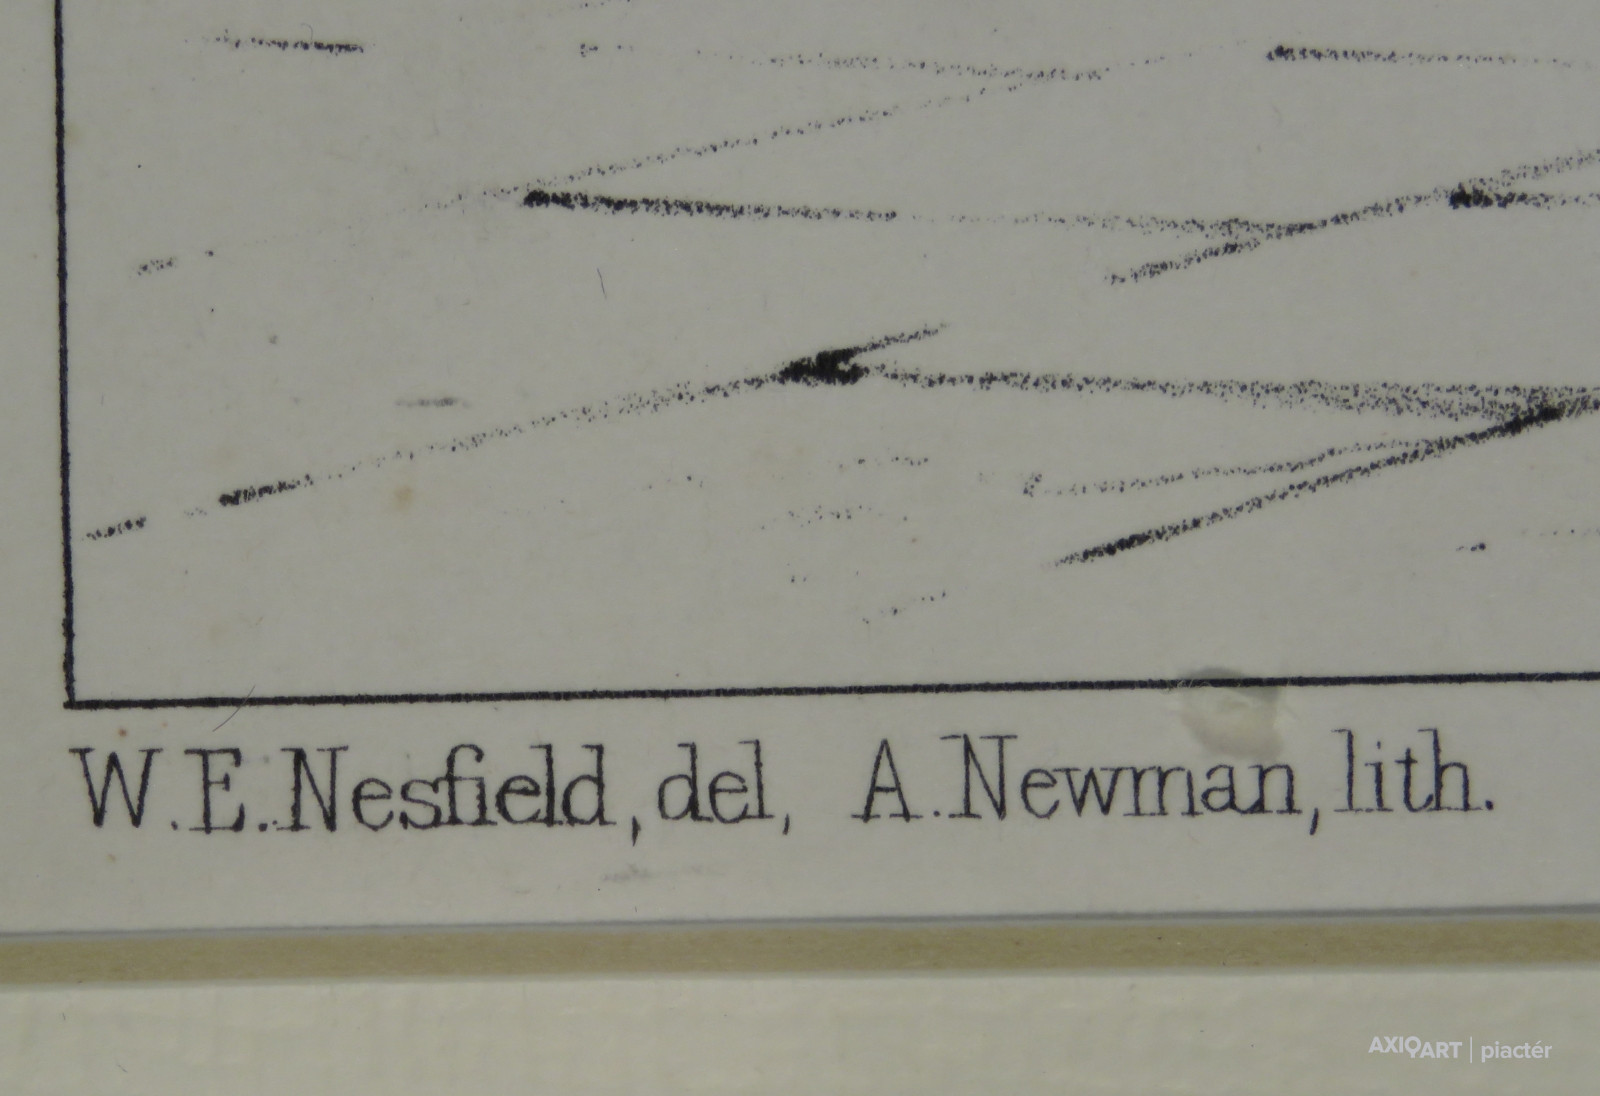 W.E.Nesfield, del, A.Newman, lith.
AXIOART | piactér